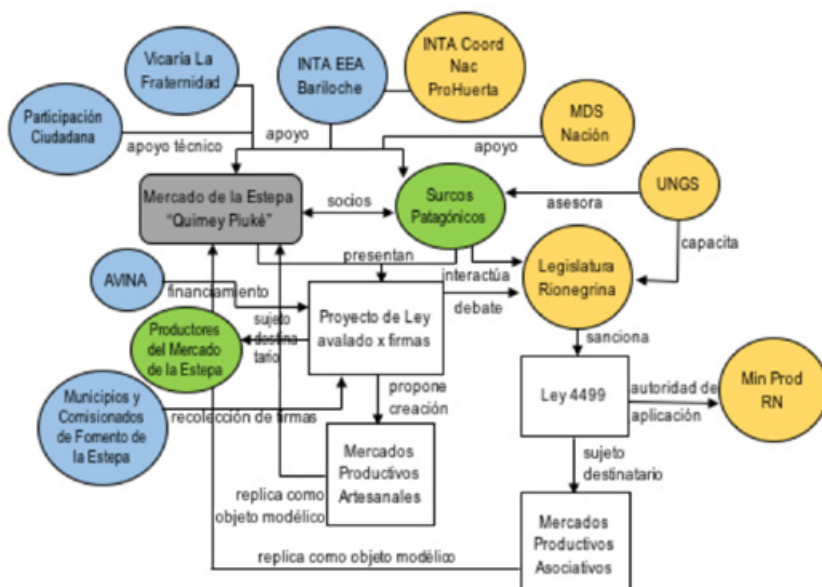 Vicaría La
Fraternidad
INTA EEA
Bariloche
INTA Coord
Nac
ProHuerta
Participación
Ciudadana
apoyo técnico
apoyo
apoyo
MDS
Nación
Mercado de la Estepa
"Quimey Piuké"
socios
Surcos
Patagónicos
asesora
UNGS
capacita
presentan
interactúa
Legislatura
Rionegrina
AVINA
financiamiento
Proyecto de Ley
avalado x firmas
debate
sujeto
destina
tario
Productores
del Mercado
de la Estepa
sanciona
Municipios y
Comisionados
de Fomento de
la Estepa
recolección de firmas
propone
creación
Ley 4499
autoridad de
aplicación
Min Prod
RN
Mercados
Productivos
Artesanales
replica como
objeto modélico
sujeto
destinatario
Mercados
Productivos
Asociativos
replica como objeto modélico